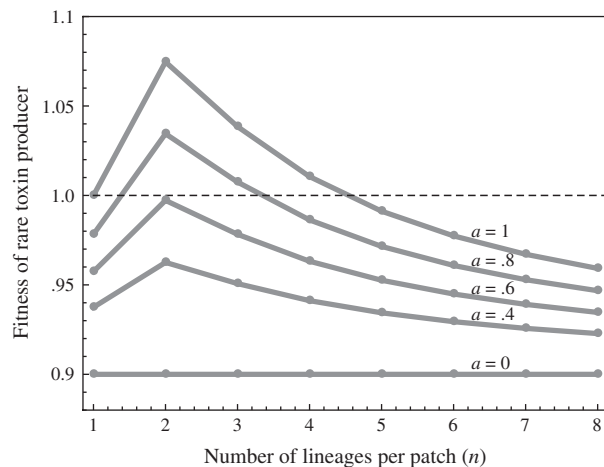 1.1
1.05
1.0
.95
0.9
Fitness of rare toxin producer
a = 1
a = .8
a = .6
a = .4
a = 0
1 2 3 4 5 6 7 8
Number of lineages per patch (n)